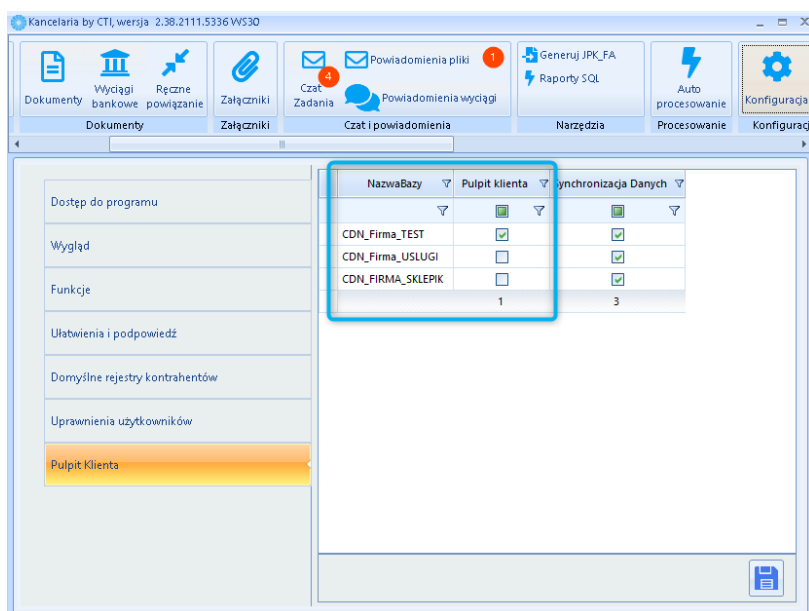 Kancelaria by CTI, wersja 2.38.2111.5336 WS30
Dokumenty
Wyciągi bankowe
Ręczne powiązanie
Dokumenty
Załączniki
Załączniki
Czat Zadania
4
Powiadomienia pliki
1
Powiadomienia wyciągi
Czat i powiadomienia
Generuj JPK_FA
Raporty SQL
Narzędzia
Auto procesowanie
Procesowanie
Konfiguracja
Konfiguracj
Dostęp do programu
Wygląd
Funkcje
Ułatwienia i podpowiedź
Domyślne rejestry kontrahentów
Uprawnienia użytkowników
Pulpit Klienta
NazwaBazy Pulpit klienta ynchronizacja Danych
CDN_Firma_TEST
CDN_Firma_USLUGI
CDN_FIRMA_SKLEPIK
1 3